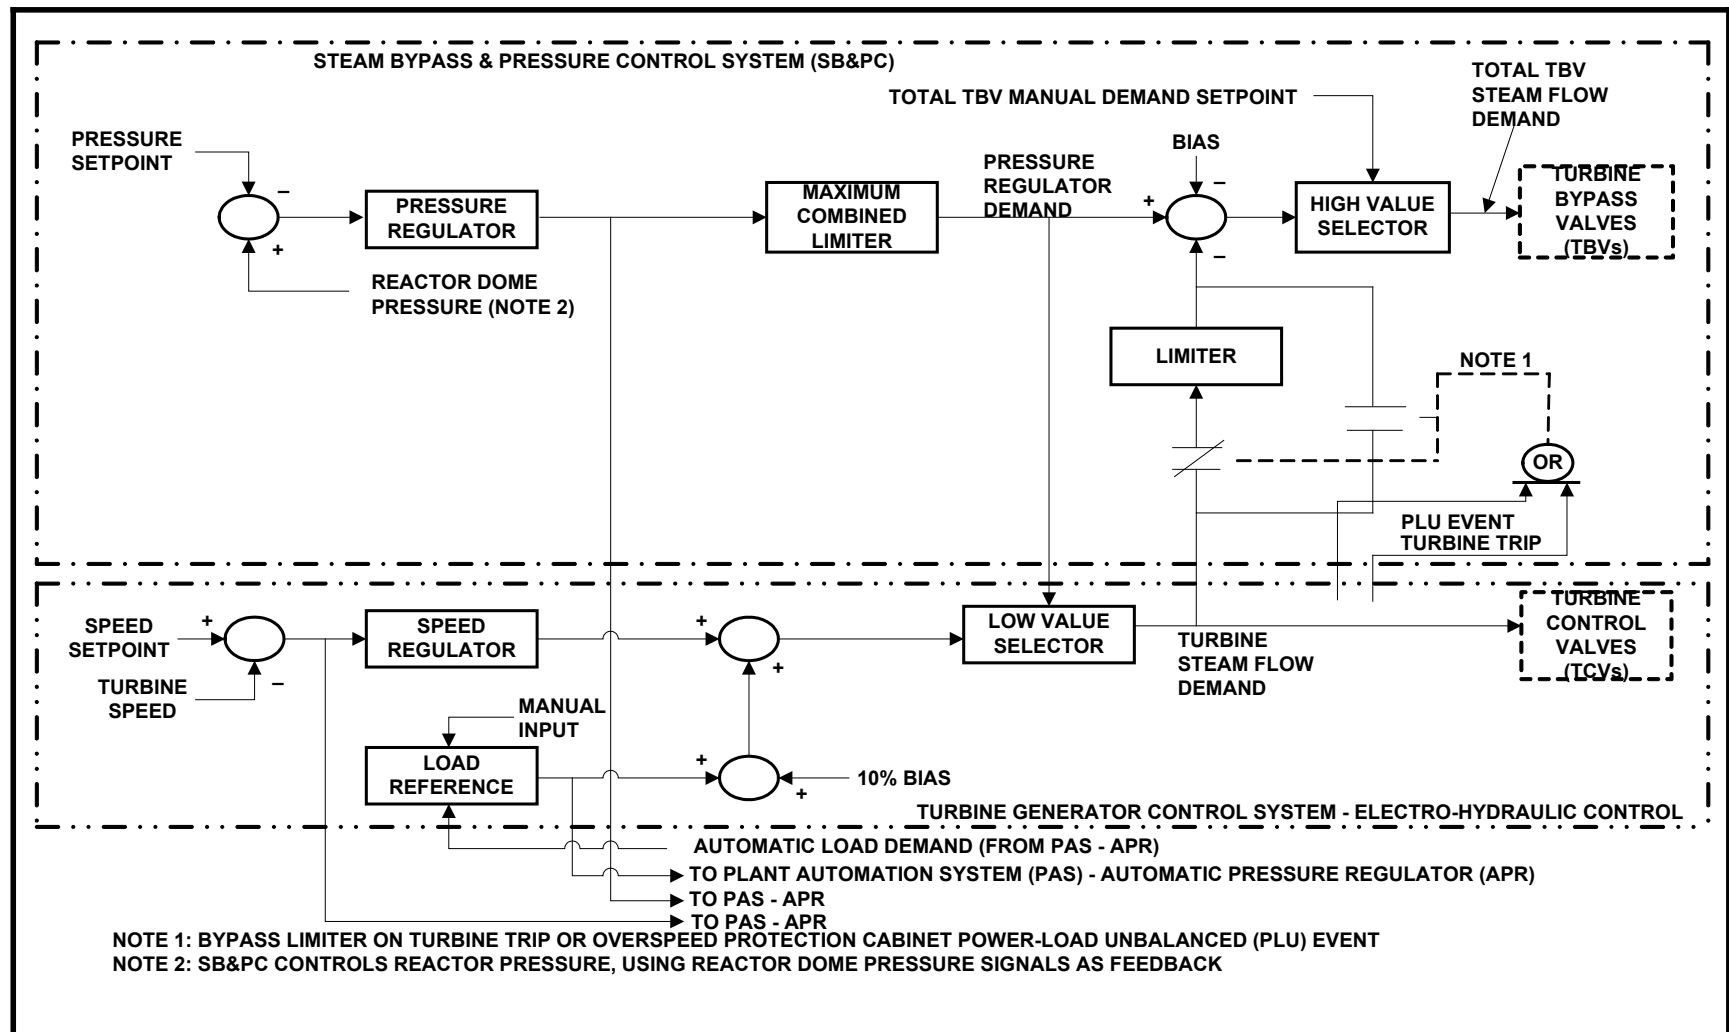 STEAM BYPASS & PRESSURE CONTROL SYSTEM (SB&PC)
TOTAL TBV
STEAM FLOW
DEMAND
TOTAL TBV MANUAL DEMAND SETPOINT
PRESSURE
SETPOINT
BIAS
PRESSURE
REGULATOR
DEMAND
–
+
PRESSURE
REGULATOR
MAXIMUM
COMBINED
LIMITER
+
–
–
HIGH VALUE
SELECTOR
TURBINE
BYPASS
VALVES
(TBVs)
REACTOR DOME
PRESSURE (NOTE 2)
LIMITER
NOTE 1
OR
PLU EVENT
TURBINE TRIP
SPEED
SETPOINT
+
–
TURBINE
SPEED
SPEED
REGULATOR
+
+
LOW VALUE
SELECTOR
TURBINE
STEAM FLOW
DEMAND
TURBINE
CONTROL
VALVES
(TCVs)
MANUAL
INPUT
LOAD
REFERENCE
+
+
10% BIAS
TURBINE GENERATOR CONTROL SYSTEM - ELECTRO-HYDRAULIC CONTROL
AUTOMATIC LOAD DEMAND (FROM PAS - APR)
TO PLANT AUTOMATION SYSTEM (PAS) - AUTOMATIC PRESSURE REGULATOR (APR)
TO PAS - APR
TO PAS - APR
NOTE 1: BYPASS LIMITER ON TURBINE TRIP OR OVERSPEED PROTECTION CABINET POWER-LOAD UNBALANCED (PLU) EVENT
NOTE 2: SB&PC CONTROLS REACTOR PRESSURE, USING REACTOR DOME PRESSURE SIGNALS AS FEEDBACK